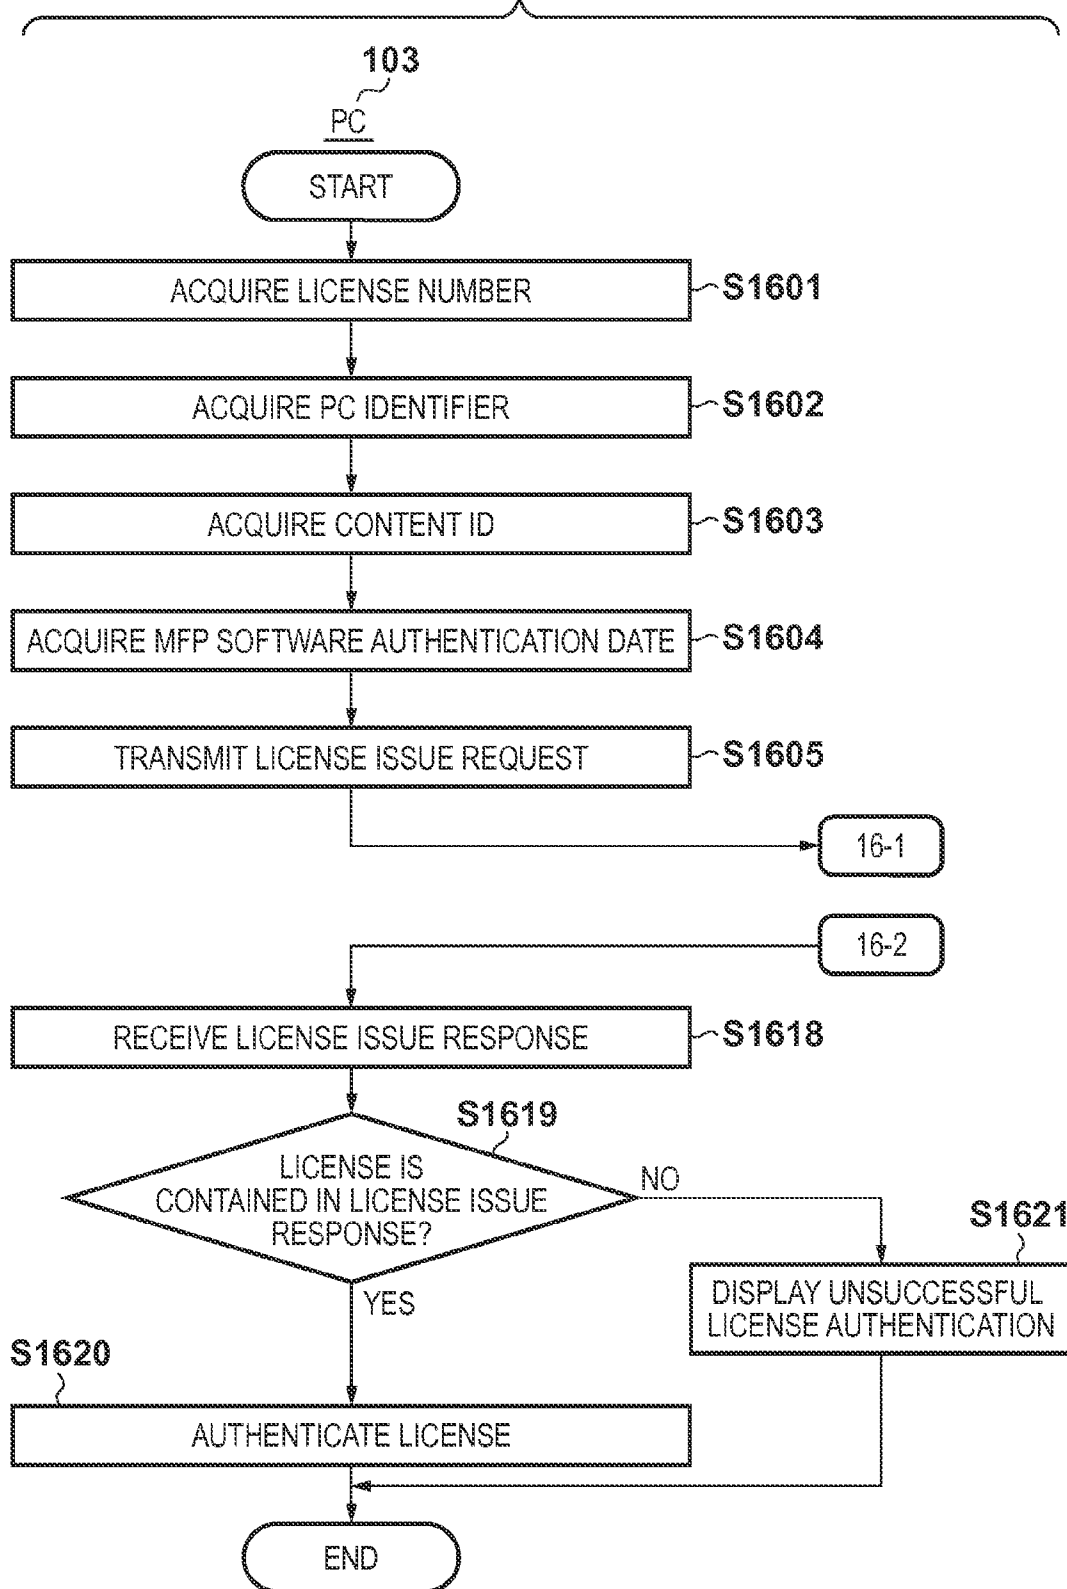 103
PC
START
ACQUIRE LICENSE NUMBER
S1601
ACQUIRE PC IDENTIFIER
S1602
ACQUIRE CONTENT ID
S1603
ACQUIRE MFP SOFTWARE AUTHENTICATION DATE
S1604
TRANSMIT LICENSE ISSUE REQUEST
S1605
16-1
16-2
RECEIVE LICENSE ISSUE RESPONSE
S1618
S1619
LICENSE IS
CONTAINED IN LICENSE ISSUE
RESPONSE?
NO
YES
S1621
DISPLAY UNSUCCESSFUL
LICENSE AUTHENTICATION
S1620
AUTHENTICATE LICENSE
END